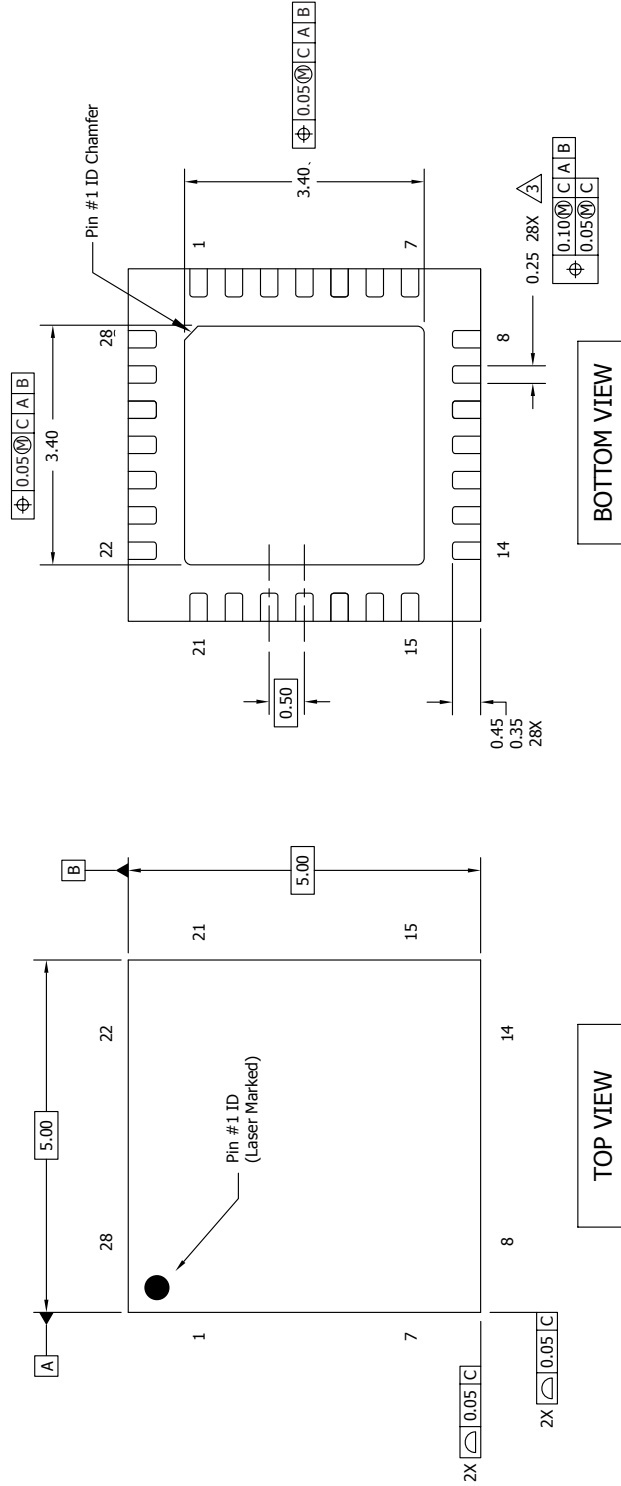 TOP VIEW
A
5.00
B
28
22
1
21
Pin #1 ID
(Laser Marked)
5.00
7
15
8
14
2X ⌓ 0.05 C
2X ⌓ 0.05 C
BOTTOM VIEW
⌖ 0.05 Ⓜ C A B
3.40
Pin #1 ID Chamfer
22
28
21
1
3.40
⌖ 0.05 Ⓜ C A B
0.50
15
7
14
8
0.45
0.35
28X
0.25 28X 3
⌖ 0.10 Ⓜ C A B
0.05 Ⓜ C